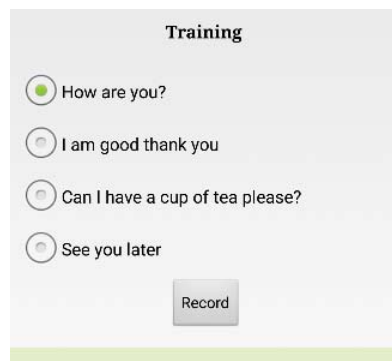 Training
How are you?
I am good thank you
Can I have a cup of tea please?
See you later
Record